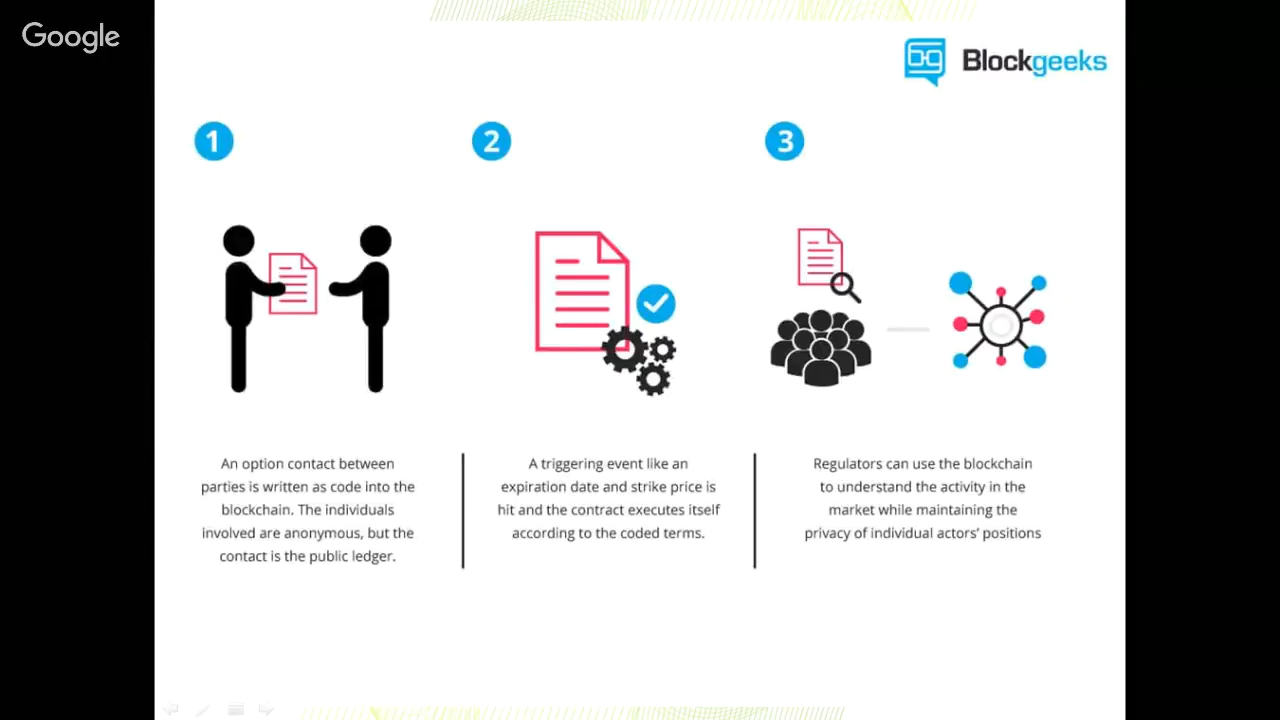 Google
Blockgeeks
1
2
3
An option contact between
parties is written as code into the
blockchain. The individuals
involved are anonymous, but the
contact is the public ledger.
A triggering event like an
expiration date and strike price is
hit and the contract executes itself
according to the coded terms.
Regulators can use the blockchain
to understand the activity in the
market while maintaining the
privacy of individual actors' positions